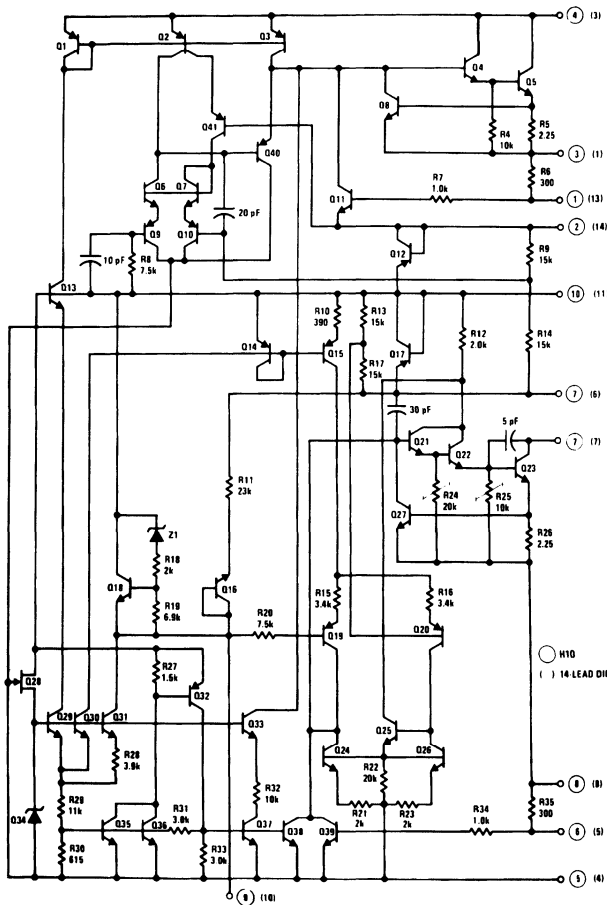 4 (3)
Q1
Q2
Q3
Q4
Q5
Q8
R4
10k
R5
2.25
Q41
Q40
3 (1)
R6
300
R7
1.0k
Q6
Q7
20 pF
Q11
1 (13)
2 (14)
Q9
Q10
Q12
R9
15k
10 pF
R8
7.5k
Q13
10 (11
R10
390
R13
15k
R12
2.0k
R14
15k
Q14
Q15
R17
15k
Q17
7 (6)
30 pF
5 pF
Q21
Q22
7 (7)
Q23
R11
23k
R24
20k
R25
10k
Q27
R26
2.25
Z1
R18
2k
Q18
R19
6.9k
Q16
R15
3.4k
R16
3.4k
R20
7.5k
Q19
Q20
H10
( ) 14-LEAD DII
Q28
R27
1.5k
Q32
Q29
Q30
Q31
Q33
Q25
R28
3.9k
Q24
Q26
R22
20k
8 (8)
R32
10k
R29
11k
R21
2k
R23
2k
R35
300
Q34
R31
3.0k
R34
1.0k
6 (5)
Q35
Q36
Q37
Q38
Q39
R30
615
R33
3.0k
5 (4)
9 (10)